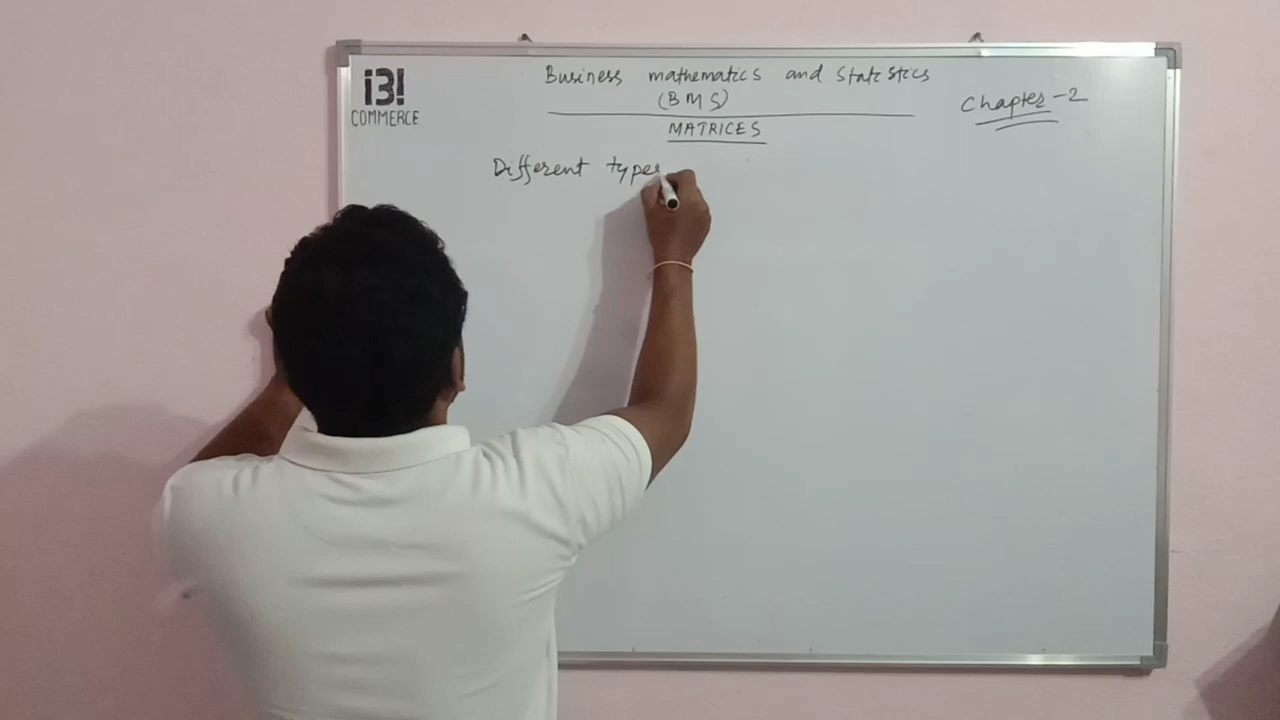 i3!
COMMERCE
Business mathematics and Statistics
(BMS)
Chapter-2
MATRICES
Different types